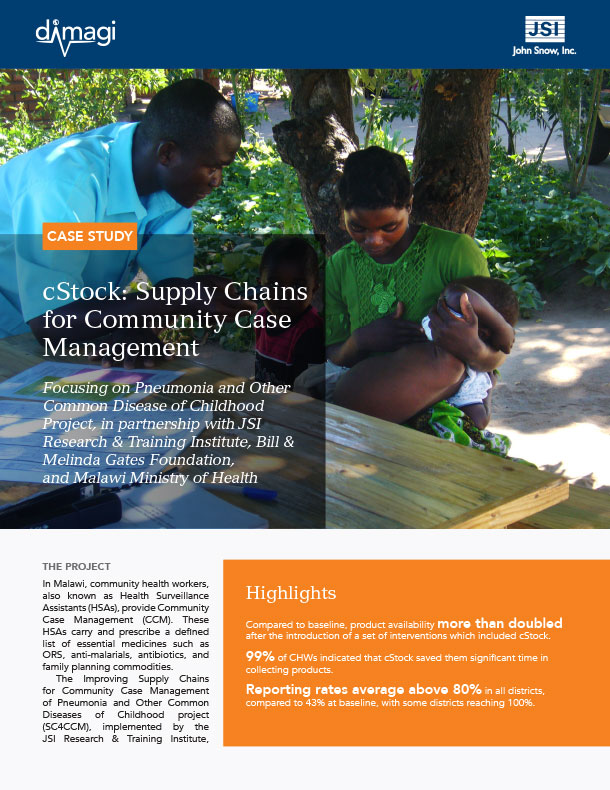 dimagi
JSI
John Snow, Inc.
CASE STUDY
cStock: Supply Chains
for Community Case
Management
Focusing on Pneumonia and Other
Common Disease of Childhood
Project, in partnership with JSI
Research & Training Institute, Bill &
Melinda Gates Foundation,
and Malawi Ministry of Health
THE PROJECT
In Malawi, community health workers,
also known as Health Surveillance
Assistants (HSAs), provide Community
Case Management (CCM). These
HSAs carry and prescribe a defined
list of essential medicines such as
ORS, anti-malarials, antibiotics, and
family planning commodities.
The Improving Supply Chains
for Community Case Management
of Pneumonia and Other Common
Diseases of Childhood project
(SC4CCM), implemented by the
JSI Research & Training Institute,
Highlights
Compared to baseline, product availability more than doubled
after the introduction of a set of interventions which included cStock.
99% of CHWs indicated that cStock saved them significant time in
collecting products.
Reporting rates average above 80% in all districts,
compared to 43% at baseline, with some districts reaching 100%.